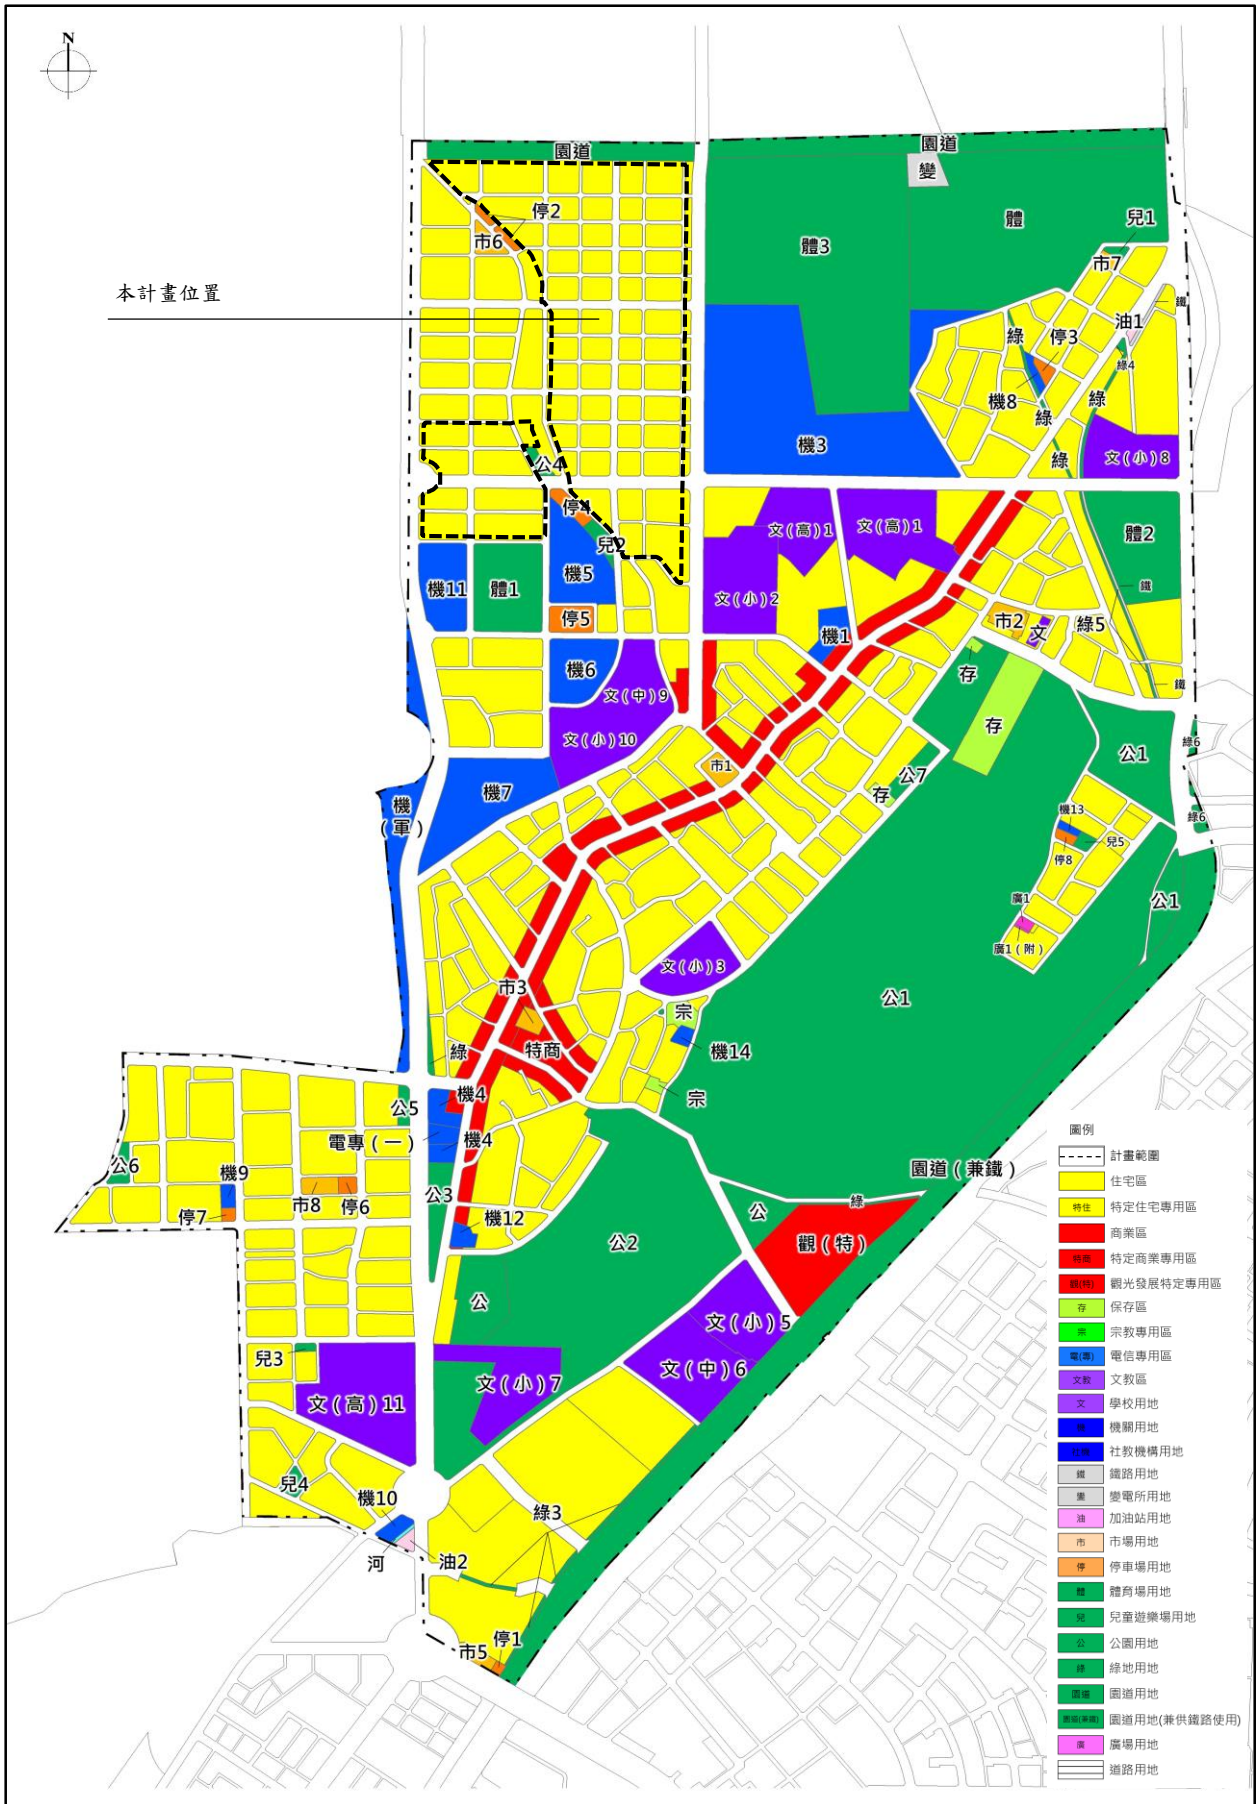 N
園道
園道
變
停2
體
兒1
市6
體3
市7
本計畫位置
鐵
油1
綠
停3
綠4
機8
綠
綠
機3
公4
綠
文(小)8
停4
文(高)1
文(高)1
體2
兒2
機5
機11
體1
鐵
文(小)2
停5
市2
綠5
文
機1
機6
存
鐵
文(中)9
存
文(小)10
公1
綠6
市1
公7
機7
存
機
(軍)
機13
綠6
兒5
停8
廣1
公1
廣1(附)
文(小)3
市3
公1
宗
綠
特商
機14
機4
宗
公5
電專(一)
機4
公6
機9
園道(兼鐵)
公3
市8
停6
綠
停7
機12
公
公2
觀(特)
公
文(小)5
兒3
文(中)6
文(小)7
文(高)11
兒4
機10
綠3
河
油2
停1
市5
圖例
計畫範圍
住宅區
特住 特定住宅專用區
商業區
特商 特定商業專用區
觀(特) 觀光發展特定專用區
存 保存區
宗 宗教專用區
電(專) 電信專用區
文教 文教區
文 學校用地
機 機關用地
社教機構用地
鐵 鐵路用地
變 變電所用地
油 加油站用地
市 市場用地
停 停車場用地
體 體育場用地
兒 兒童遊樂場用地
公 公園用地
綠 綠地用地
園道 園道用地
園道(兼鐵) 園道用地(兼供鐵路使用)
廣 廣場用地
道路用地